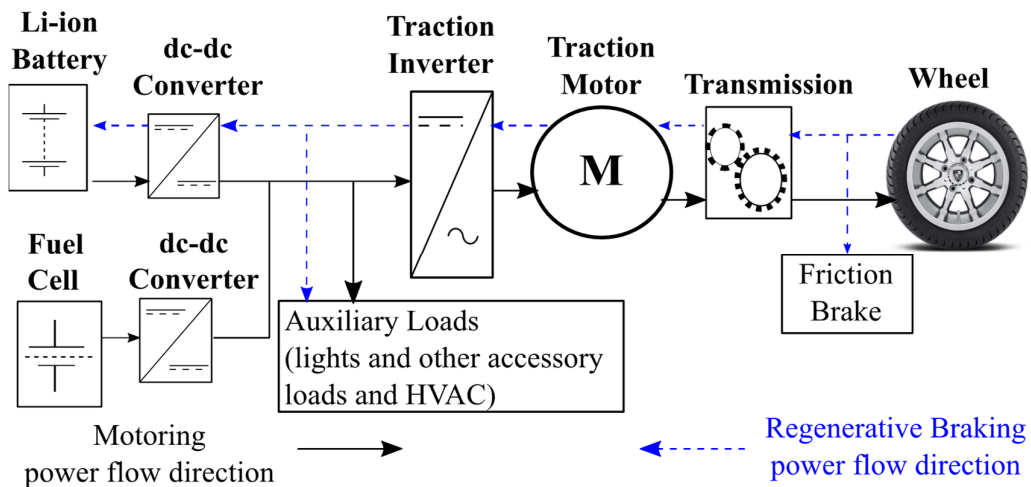 Li-ion
Battery
dc-dc
Converter
Traction
Inverter
Traction
Motor
Transmission
Wheel
M
Fuel
Cell
dc-dc
Converter
Friction
Brake
Auxiliary Loads
(lights and other accessory
loads and HVAC)
Motoring
power flow direction
Regenerative Braking
power flow direction